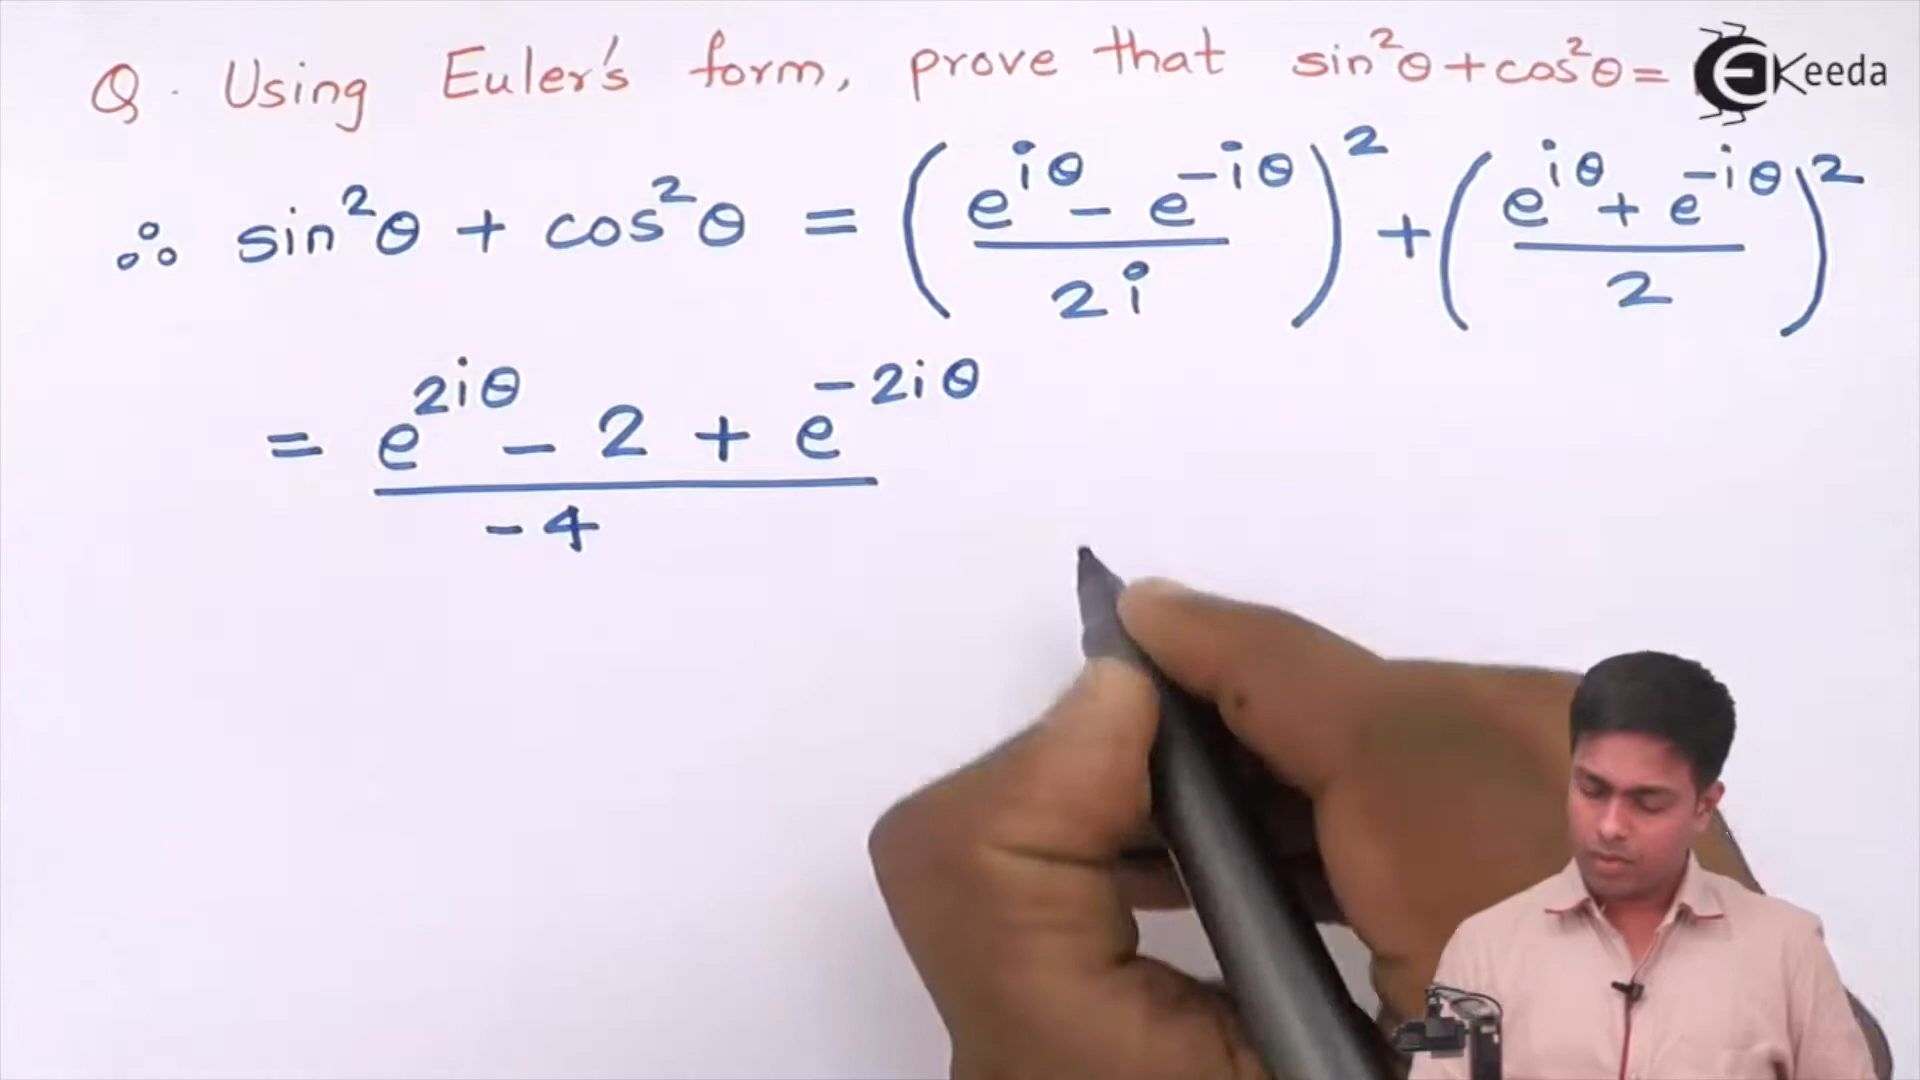 Q. Using Euler's form, prove that sin²θ + cos²θ =
Ekeeda
∴ sin²θ + cos²θ = ( (e^{iθ} - e^{-iθ}) / 2i )² + ( (e^{iθ} + e^{-iθ}) / 2 )²
= (e^{2iθ} - 2 + e^{-2iθ}) / -4